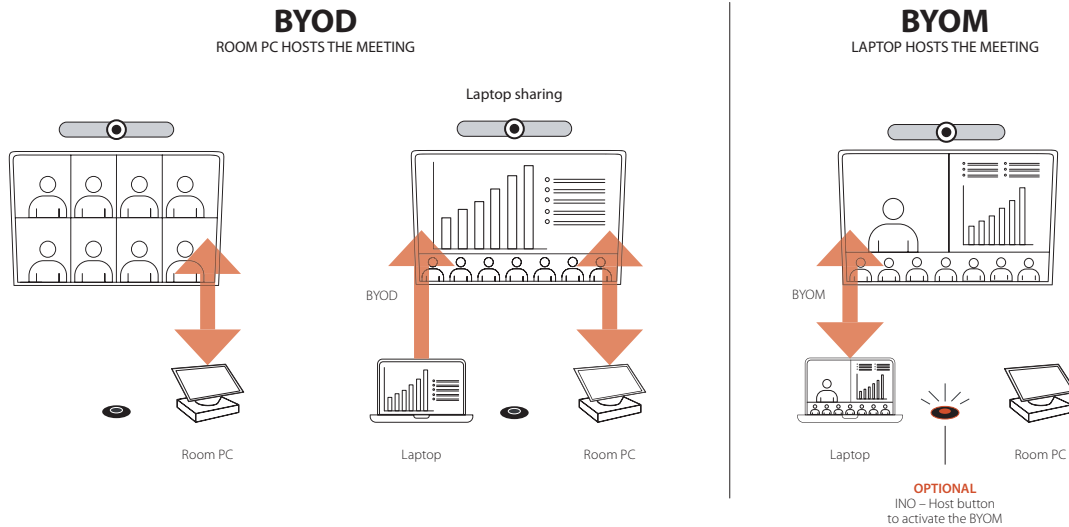 BYOD
ROOM PC HOSTS THE MEETING
Laptop sharing
BYOD
Room PC
Laptop
Room PC
BYOM
LAPTOP HOSTS THE MEETING
BYOM
Laptop
Room PC
OPTIONAL
INO – Host button
to activate the BYOM